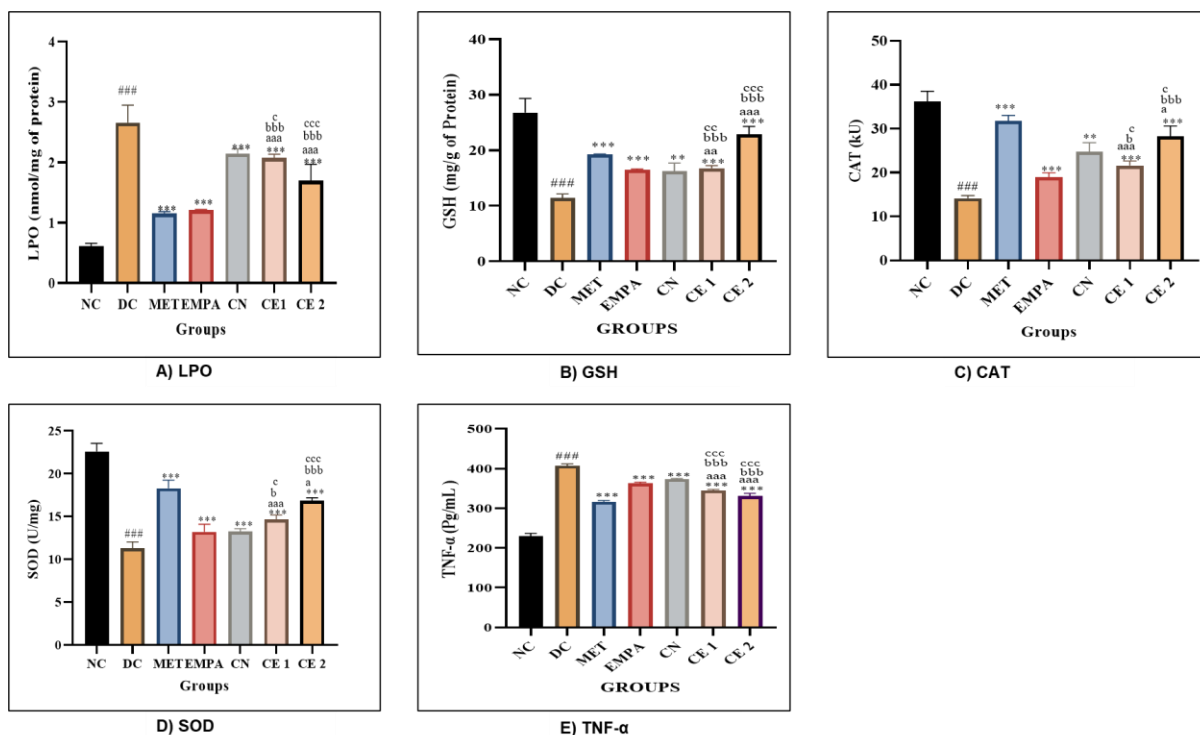 LPO (nmol/mg of protein)
4
3
2
1
0
###
***
***
***
c
bbb
aaa
***
ccc
bbb
aaa
***
NC DC MET EMPA CN CE 1 CE 2
Groups
A) LPO
GSH (mg/g of Protein)
40
30
20
10
0
###
***
***
**
cc
bbb
aa
***
ccc
bbb
aaa
***
NC DC MET EMPA CN CE 1 CE 2
GROUPS
B) GSH
CAT (kU)
50
40
30
20
10
0
###
***
***
**
c
b
aaa
***
c
bbb
a
***
NC DC MET EMPA CN CE 1 CE 2
Groups
C) CAT
SOD (U/mg)
25
20
15
10
5
0
###
***
***
***
c
b
aaa
***
ccc
bbb
a
***
NC DC MET EMPA CN CE 1 CE 2
Groups
D) SOD
TNF-α (Pg/mL)
500
400
300
200
100
0
###
***
***
***
ccc
bbb
aaa
***
ccc
bbb
aaa
***
NC DC MET EMPA CN CE 1 CE 2
GROUPS
E) TNF-α